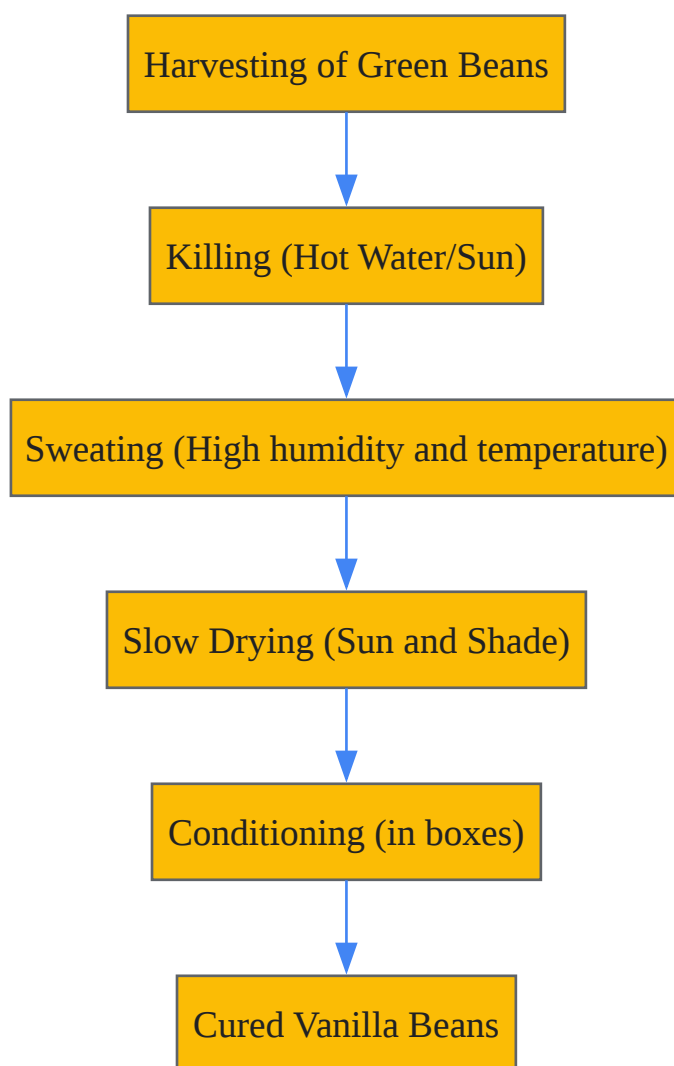 Harvesting of Green Beans
Killing (Hot Water/Sun)
Sweating (High humidity and temperature)
Slow Drying (Sun and Shade)
Conditioning (in boxes)
Cured Vanilla Beans